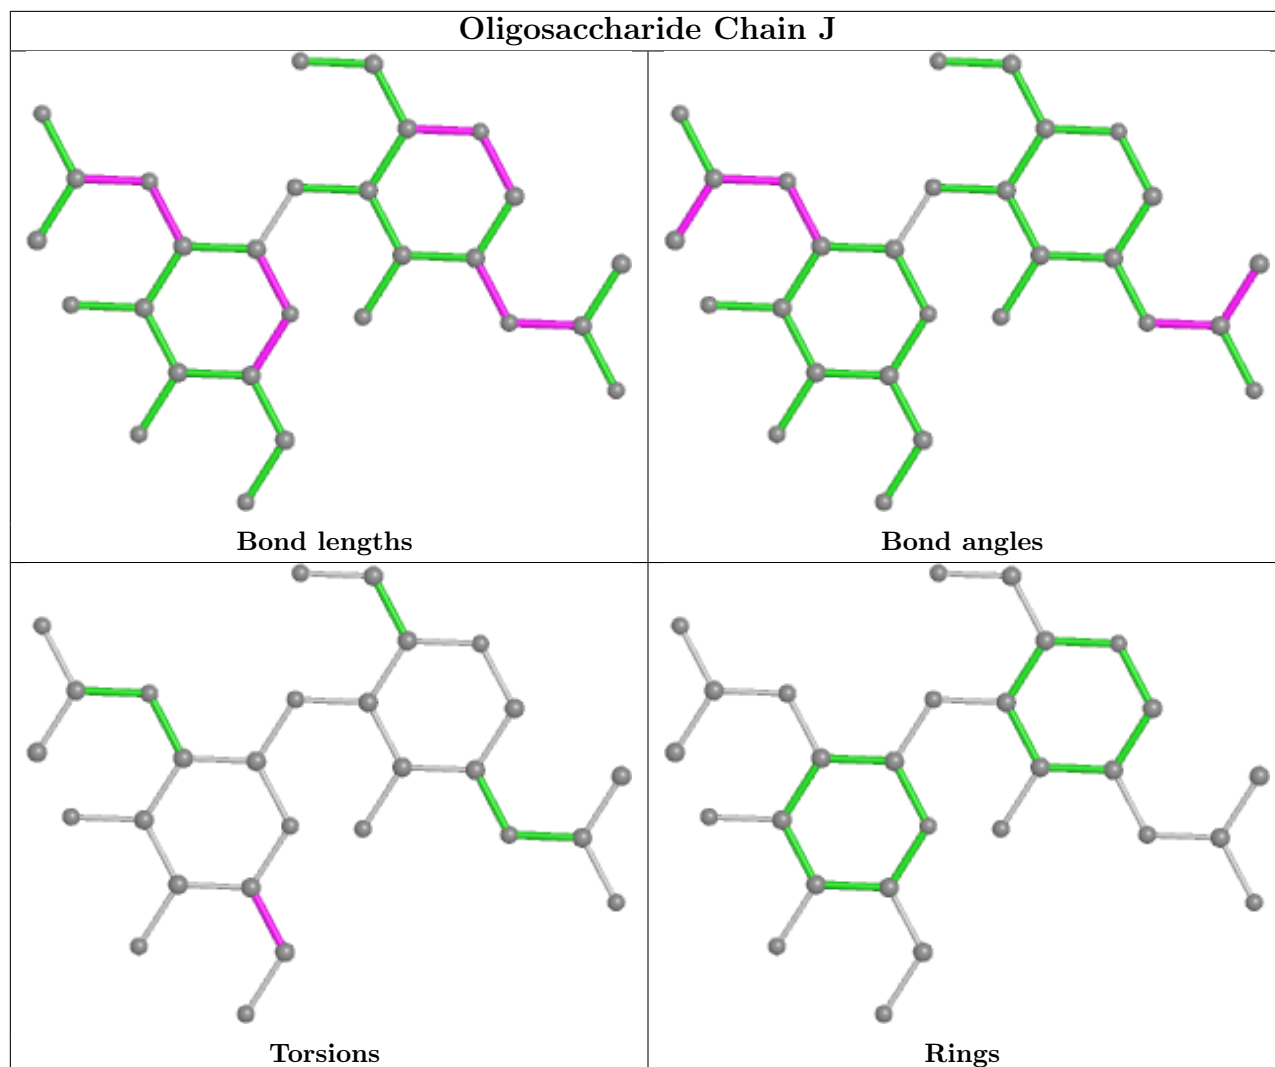 Oligosaccharide Chain J
Bond lengths
Bond angles
Torsions
Rings